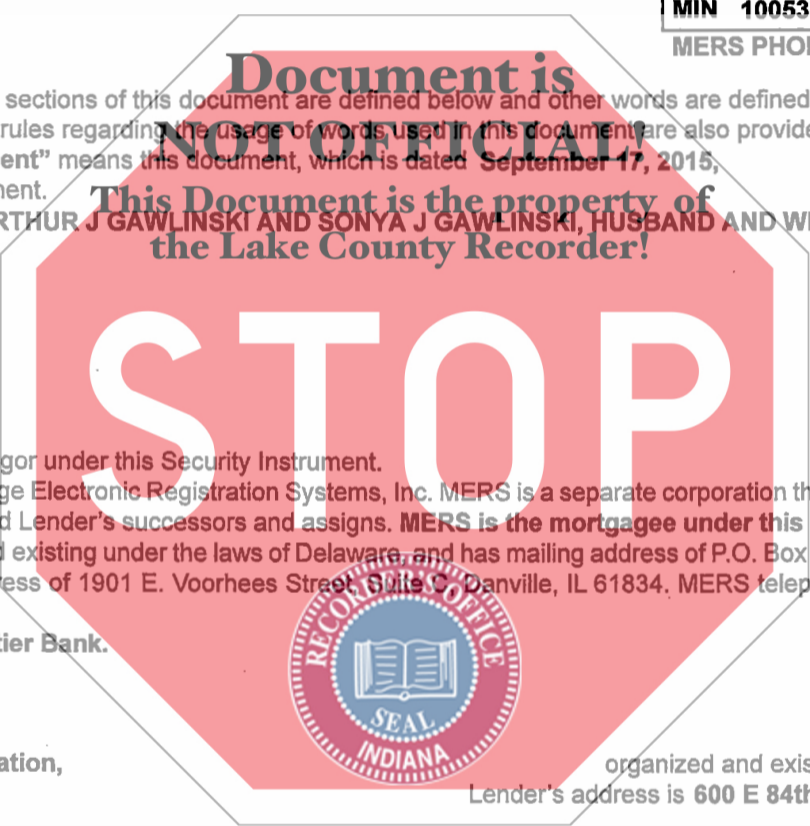 MIN 10053
MERS PHO
Document is
sections of this document are defined below and other words are defined
rules regarding the usage of words used in this document are also provid
NOT OFFICIAL!
ent” means this document, which is dated September 17, 2015,
nent.
This Document is the property of
RTHUR J GAWLINSKI AND SONYA J GAWLINSKI, HUSBAND AND WI
the Lake County Recorder!
STOP
gor under this Security Instrument.
ge Electronic Registration Systems, Inc. MERS is a separate corporation th
d Lender's successors and assigns. MERS is the mortgagee under this
existing under the laws of Delaware, and has mailing address of P.O. Box
ess of 1901 E. Voorhees Street, Suite C, Danville, IL 61834. MERS telep
tier Bank.
RECORDER'S OFFICE
SEAL
INDIANA
ation,
organized and exis
Lender's address is 600 E 84th